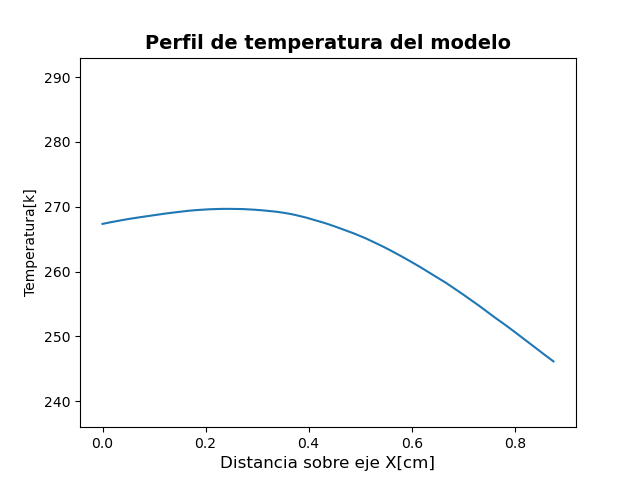 Perfil de temperatura del modelo
290
280
270
260
250
240
Temperatura[k]
0.0 0.2 0.4 0.6 0.8
Distancia sobre eje X[cm]